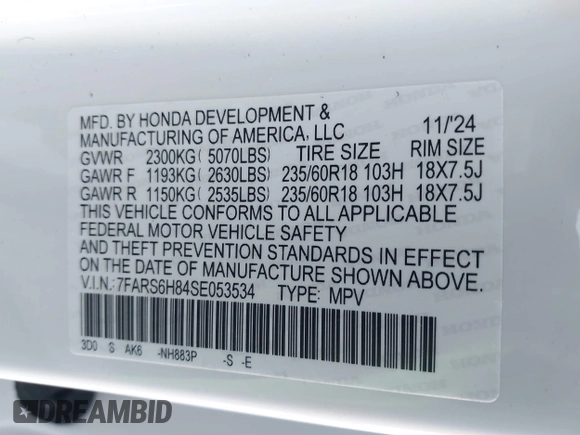 MFD. BY HONDA DEVELOPMENT &
MANUFACTURING OF AMERICA, LLC 11/'24
GVWR 2300KG( 5070LBS) TIRE SIZE RIM SIZE
GAWR F 1193KG( 2630LBS) 235/60R18 103H 18X7.5J
GAWR R 1150KG( 2535LBS) 235/60R18 103H 18X7.5J
THIS VEHICLE CONFORMS TO ALL APPLICABLE
FEDERAL MOTOR VEHICLE SAFETY
AND THEFT PREVENTION STANDARDS IN EFFECT
ON THE DATE OF MANUFACTURE SHOWN ABOVE.
V.I.N.:7FARS6H84SE053534 TYPE: MPV
3D0 S AK6 -NH883P -S -E
DREAMBID